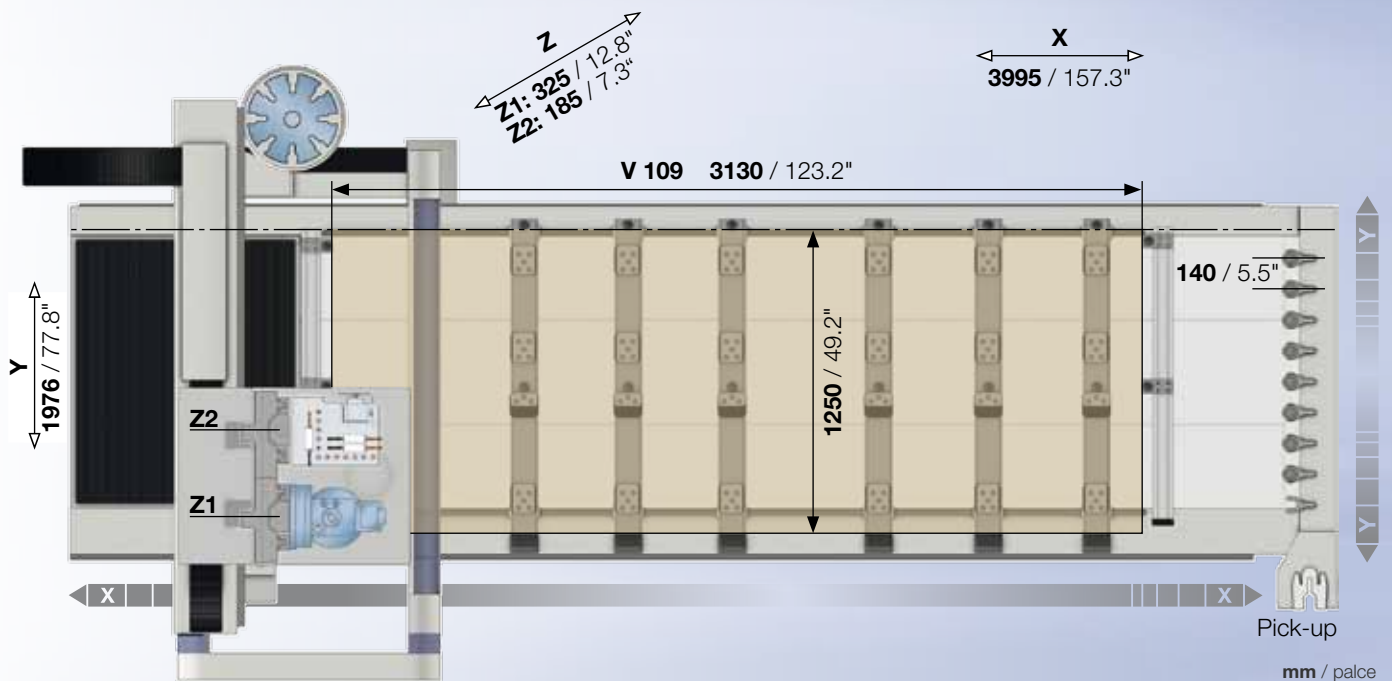 Z
Z1: 325 / 12.8"
Z2: 185 / 7.3"
X
3995 / 157.3"
V 109 3130 / 123.2"
Y
140 / 5.5"
Y
1976 / 77.8"
1250 / 49.2"
Z2
Z1
Y
X
X
Pick-up
mm / palce